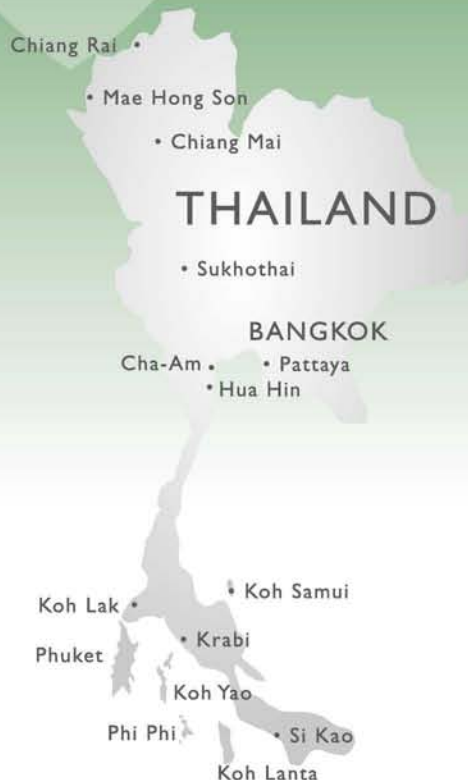 Chiang Rai
Mae Hong Son
Chiang Mai
THAILAND
Sukhothai
BANGKOK
Cha-Am
Pattaya
Hua Hin
Koh Samui
Koh Lak
Krabi
Phuket
Koh Yao
Phi Phi
Si Kao
Koh Lanta